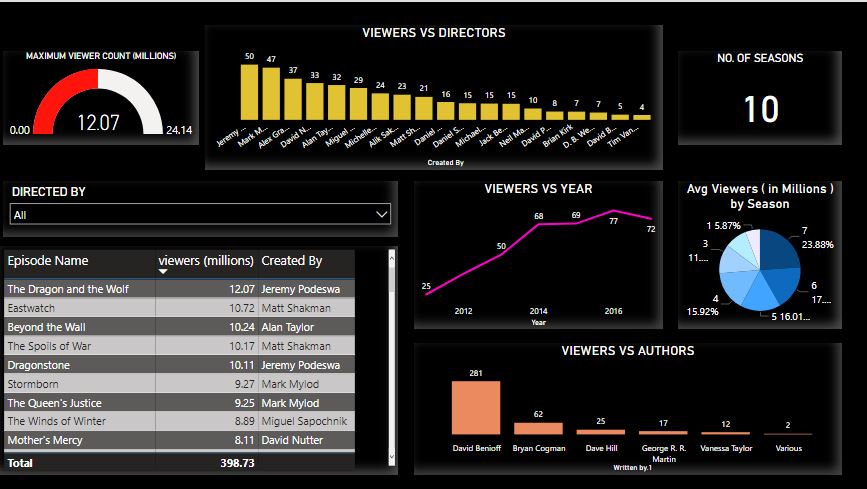 MAXIMUM VIEWER COUNT (MILLIONS)
0.00
12.07
24.14
VIEWERS VS DIRECTORS
50
47
37
33
32
29
24
23
21
16
15
15
15
10
8
7
7
5
4
Jeremy ...
Mark M...
Alex Gra...
David N...
Alan Tay...
Miguel ...
Michelle...
Alik Sak...
Matt Sh...
Daniel ...
Daniel S...
Michael...
Jack Be...
Neil Ma...
David P...
Brian Kirk
D. B. We...
David B...
Tim Van...
Created By
NO. OF SEASONS
10
DIRECTED BY
All
Episode Name viewers (millions) Created By
The Dragon and the Wolf 12.07 Jeremy Podeswa
Eastwatch 10.72 Matt Shakman
Beyond the Wall 10.24 Alan Taylor
The Spoils of War 10.17 Matt Shakman
Dragonstone 10.11 Jeremy Podeswa
Stormborn 9.27 Mark Mylod
The Queen's Justice 9.25 Mark Mylod
The Winds of Winter 8.89 Miguel Sapochnik
Mother's Mercy 8.11 David Nutter
Total 398.73
VIEWERS VS YEAR
25
50
68
69
77
72
2012 2014 2016
Year
Avg Viewers ( in Millions )
by Season
1 5.87%
7
23.88%
3
11....
6
17....
4
15.92%
5 16.01...
VIEWERS VS AUTHORS
281
62
25
17
12
2
David Benioff
Bryan Cogman
Dave Hill
George R. R.
Martin
Vanessa Taylor
Various
Written by.1